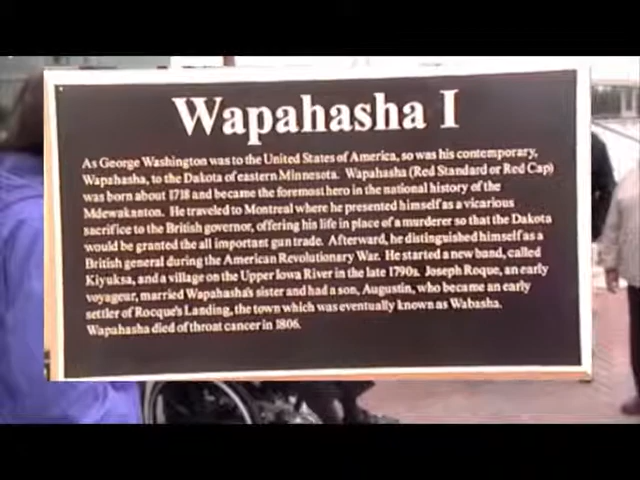 Wapahasha I
As George Washington was to the United States of America, so was his contemporary,
Wapahasha, to the Dakota of eastern Minnesota. Wapahasha (Red Standard or Red Cap)
was born about 1718 and became the foremost hero in the national history of the
Mdewakanton. He traveled to Montreal where he presented himself as a vicarious
sacrifice to the British governor, offering his life in place of a murderer so that the Dakota
would be granted the all important gun trade. Afterward, he distinguished himself as a
British general during the American Revolutionary War. He started a new band, called
Kiyuksa, and a village on the Upper Iowa River in the late 1790s. Joseph Roque, an early
voyageur, married Wapahasha's sister and had a son, Augustin, who became an early
settler of Rocque's Landing, the town which was eventually known as Wabasha.
Wapahasha died of throat cancer in 1806.